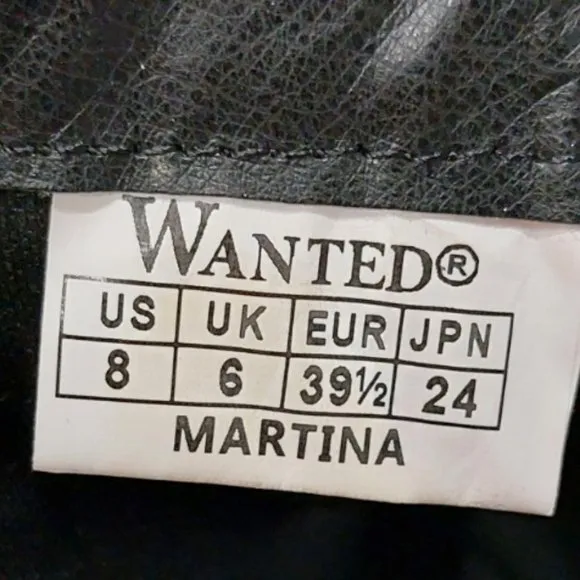 WANTED®
US UK EUR JPN
8 6 39½ 24
MARTINA